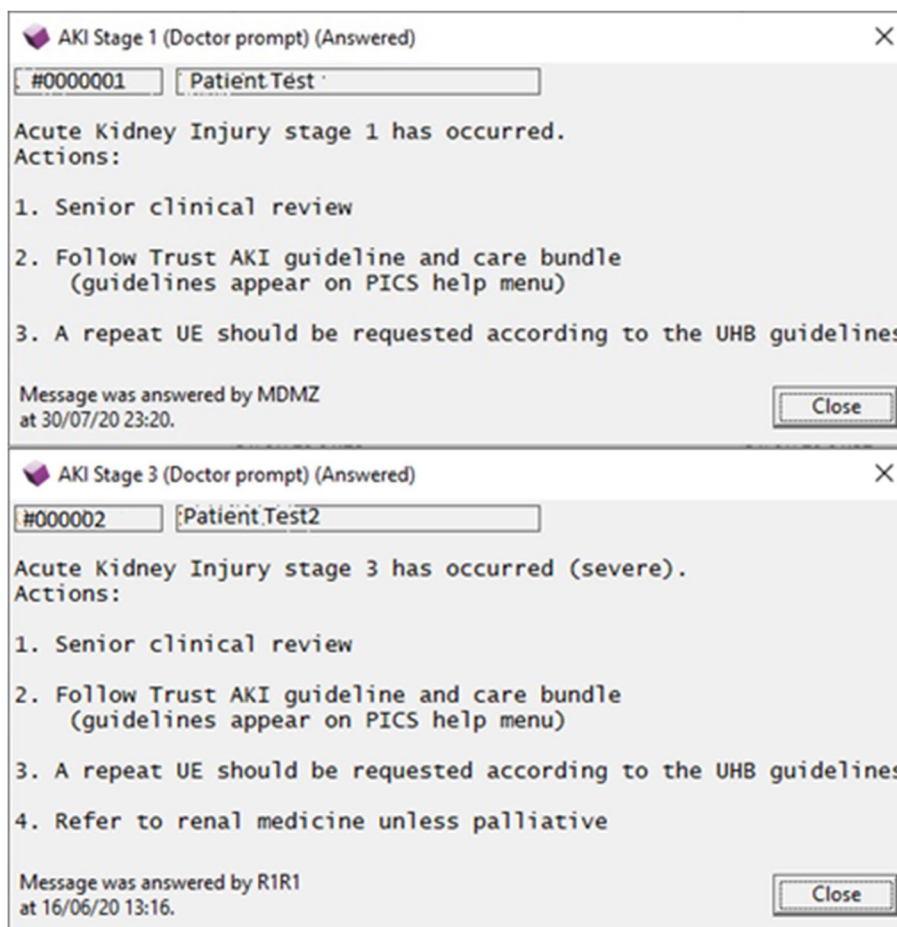 AKI Stage 1 (Doctor prompt) (Answered)
#0000001 Patient Test
Acute Kidney Injury stage 1 has occurred.
Actions:
1. Senior clinical review
2. Follow Trust AKI guideline and care bundle
(guidelines appear on PICS help menu)
3. A repeat UE should be requested according to the UHB guidelines
Message was answered by MDMZ
at 30/07/20 23:20.
Close
AKI Stage 3 (Doctor prompt) (Answered)
#000002 Patient Test2
Acute Kidney Injury stage 3 has occurred (severe).
Actions:
1. Senior clinical review
2. Follow Trust AKI guideline and care bundle
(guidelines appear on PICS help menu)
3. A repeat UE should be requested according to the UHB guidelines
4. Refer to renal medicine unless palliative
Message was answered by R1R1
at 16/06/20 13:16.
Close